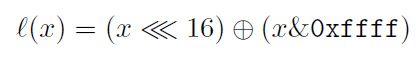 ℓ(x) = (x ⋘ 16) ⊕ (x&0xffff)